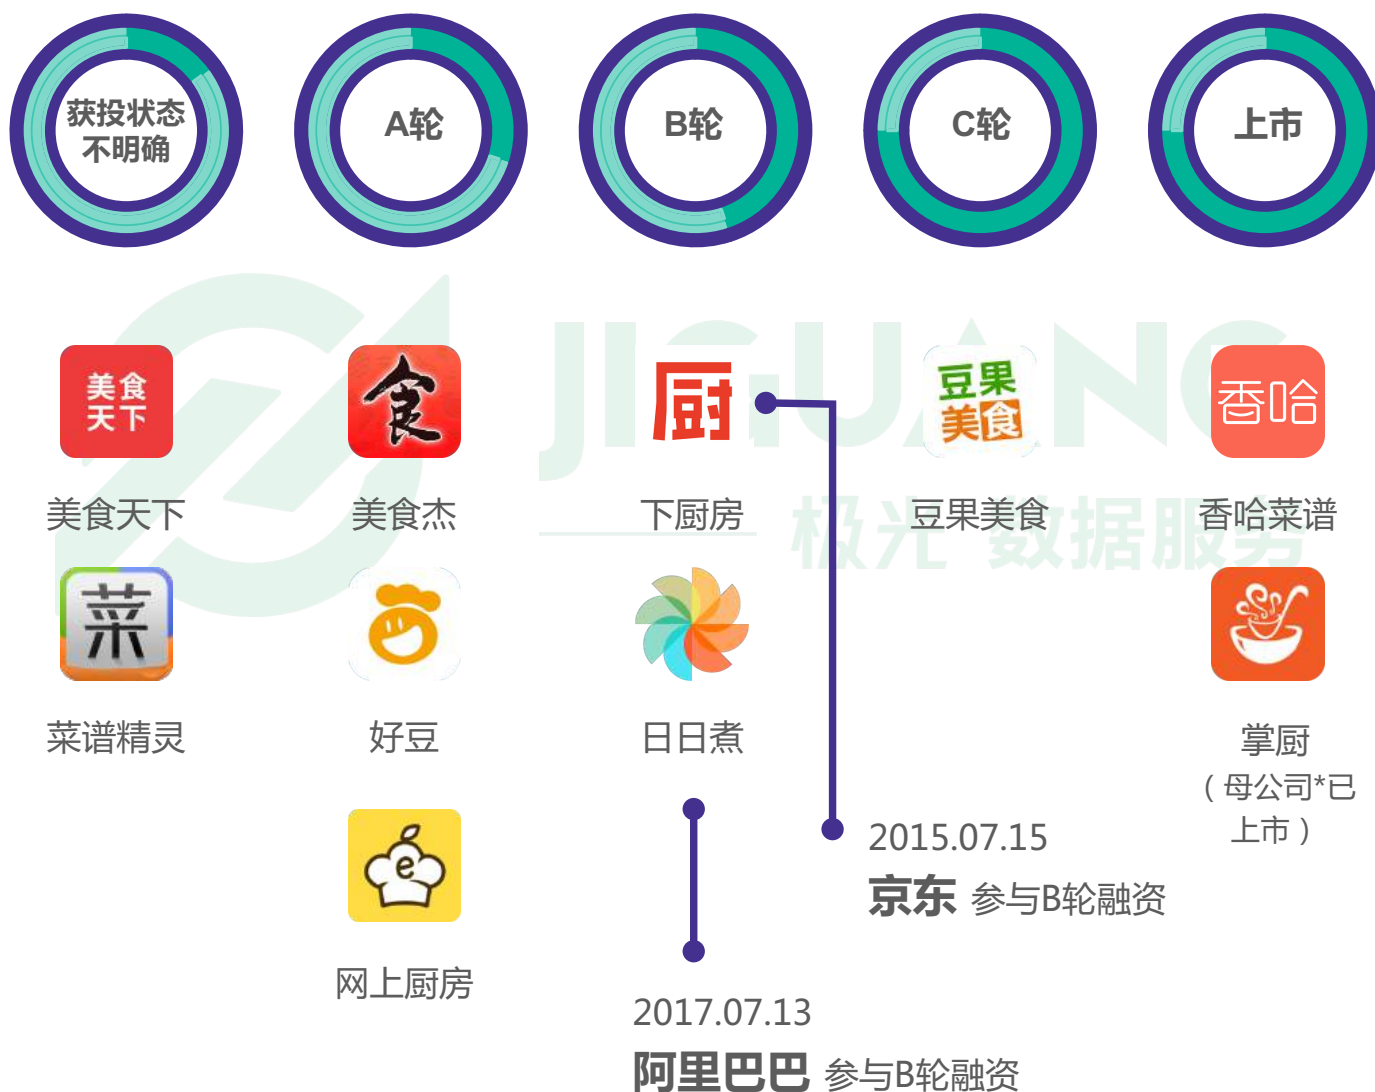 获投状态
不明确
A轮
B轮
C轮
上市
JIGUANG
极光 数据服务
美食
天下
食
厨
豆果
美食
香哈
美食天下
美食杰
下厨房
豆果美食
香哈菜谱
菜
菜谱精灵
好豆
日日煮
掌厨
（母公司*已
上市）
e
网上厨房
2015.07.15
京东 参与B轮融资
2017.07.13
阿里巴巴 参与B轮融资